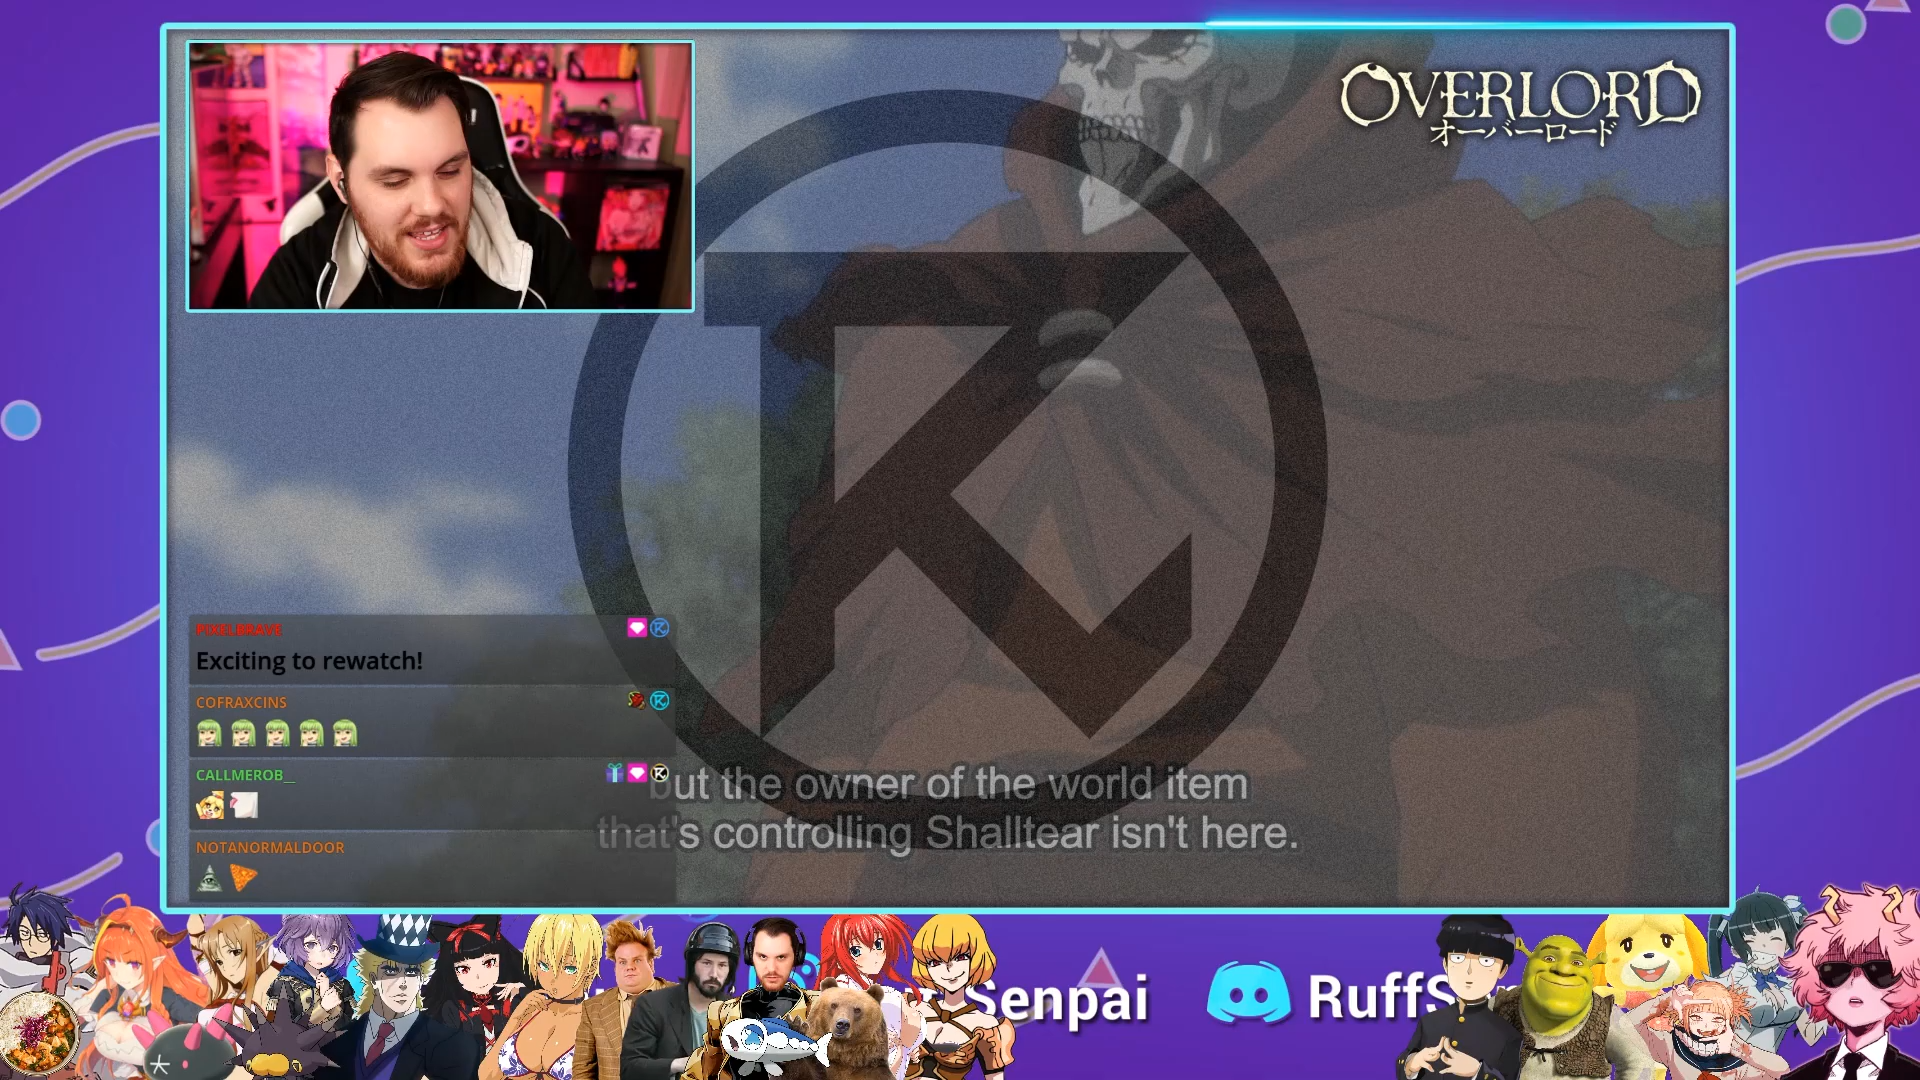 OVERLORD
オーバーロード
PIXELBRAVE
Exciting to rewatch!
COFRAXCINS
CALLMEROB__
NOTANORMALDOOR
but the owner of the world item
that's controlling Shalltear isn't here.
Senpai
RuffS